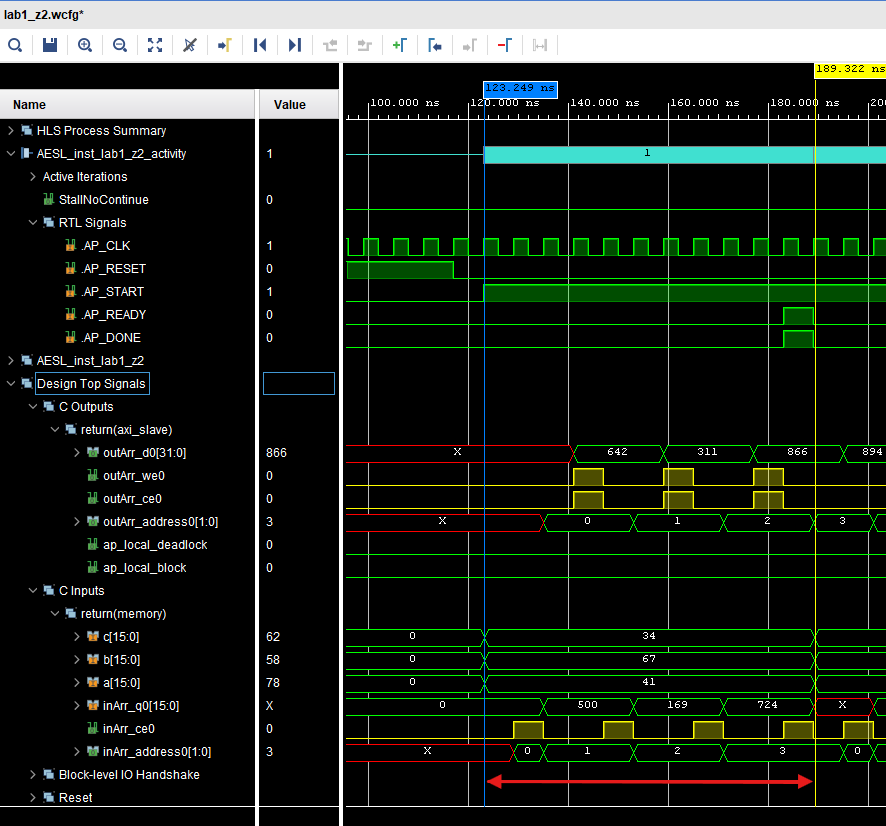 lab1_z2.wcfg*
189.322 ns
123.249 ns
100.000 ns 120.000 ns 140.000 ns 160.000 ns 180.000 ns 200
Name Value
HLS Process Summary
AESL_inst_lab1_z2_activity 1 1
Active Iterations
StallNoContinue 0
RTL Signals
.AP_CLK 1
.AP_RESET 0
.AP_START 1
.AP_READY 0
.AP_DONE 0
AESL_inst_lab1_z2
Design Top Signals
C Outputs
return(axi_slave)
outArr_d0[31:0] 866 X 642 311 866 894
outArr_we0 0
outArr_ce0 0
outArr_address0[1:0] 3 X 0 1 2 3
ap_local_deadlock 0
ap_local_block 0
C Inputs
return(memory)
c[15:0] 62 0 34
b[15:0] 58 0 67
a[15:0] 78 0 41
inArr_q0[15:0] X 0 500 169 724 X
inArr_ce0 0
inArr_address0[1:0] 3 X 0 1 2 3 0
Block-level IO Handshake
Reset